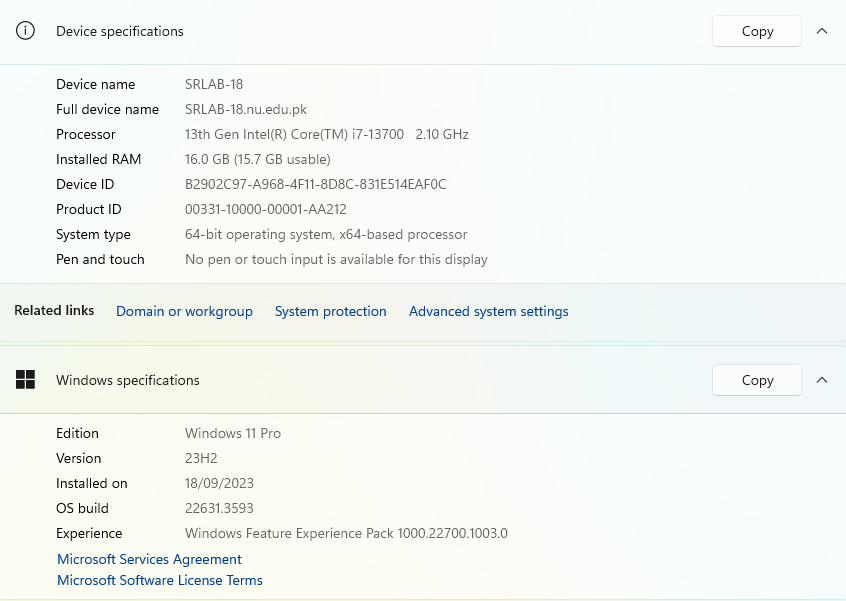 Device specifications Copy
Device name SRLAB-18
Full device name SRLAB-18.nu.edu.pk
Processor 13th Gen Intel(R) Core(TM) i7-13700 2.10 GHz
Installed RAM 16.0 GB (15.7 GB usable)
Device ID B2902C97-A968-4F11-8D8C-831E514EAF0C
Product ID 00331-10000-00001-AA212
System type 64-bit operating system, x64-based processor
Pen and touch No pen or touch input is available for this display
Related links Domain or workgroup System protection Advanced system settings
Windows specifications Copy
Edition Windows 11 Pro
Version 23H2
Installed on 18/09/2023
OS build 22631.3593
Experience Windows Feature Experience Pack 1000.22700.1003.0
Microsoft Services Agreement
Microsoft Software License Terms